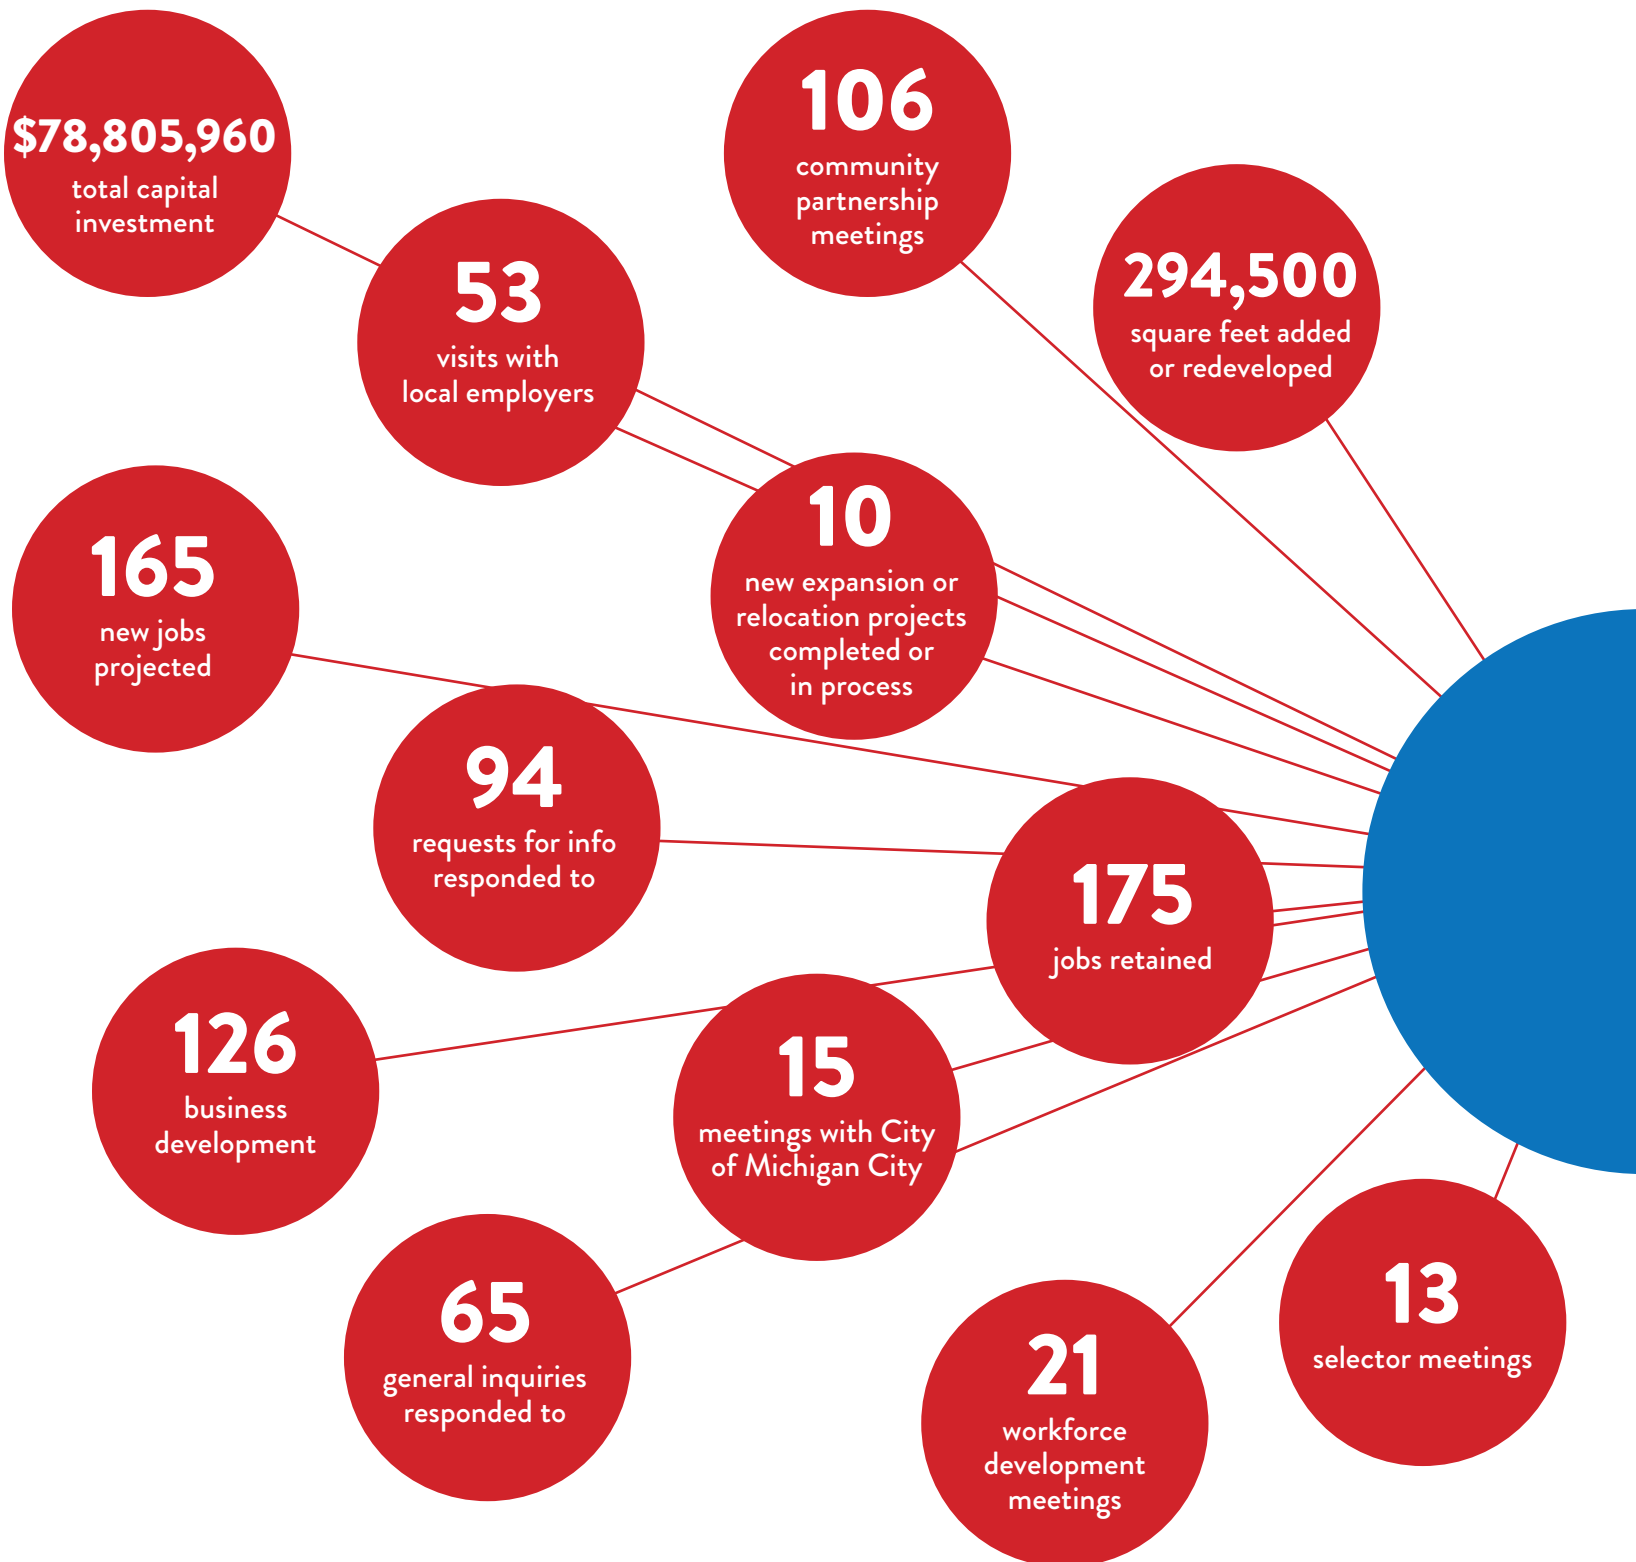 $78,805,960
total capital
investment
106
community
partnership
meetings
53
visits with
local employers
294,500
square feet added
or redeveloped
165
new jobs
projected
10
new expansion or
relocation projects
completed or
in process
94
requests for info
responded to
175
jobs retained
126
business
development
15
meetings with City
of Michigan City
65
general inquiries
responded to
21
workforce
development
meetings
13
selector meetings